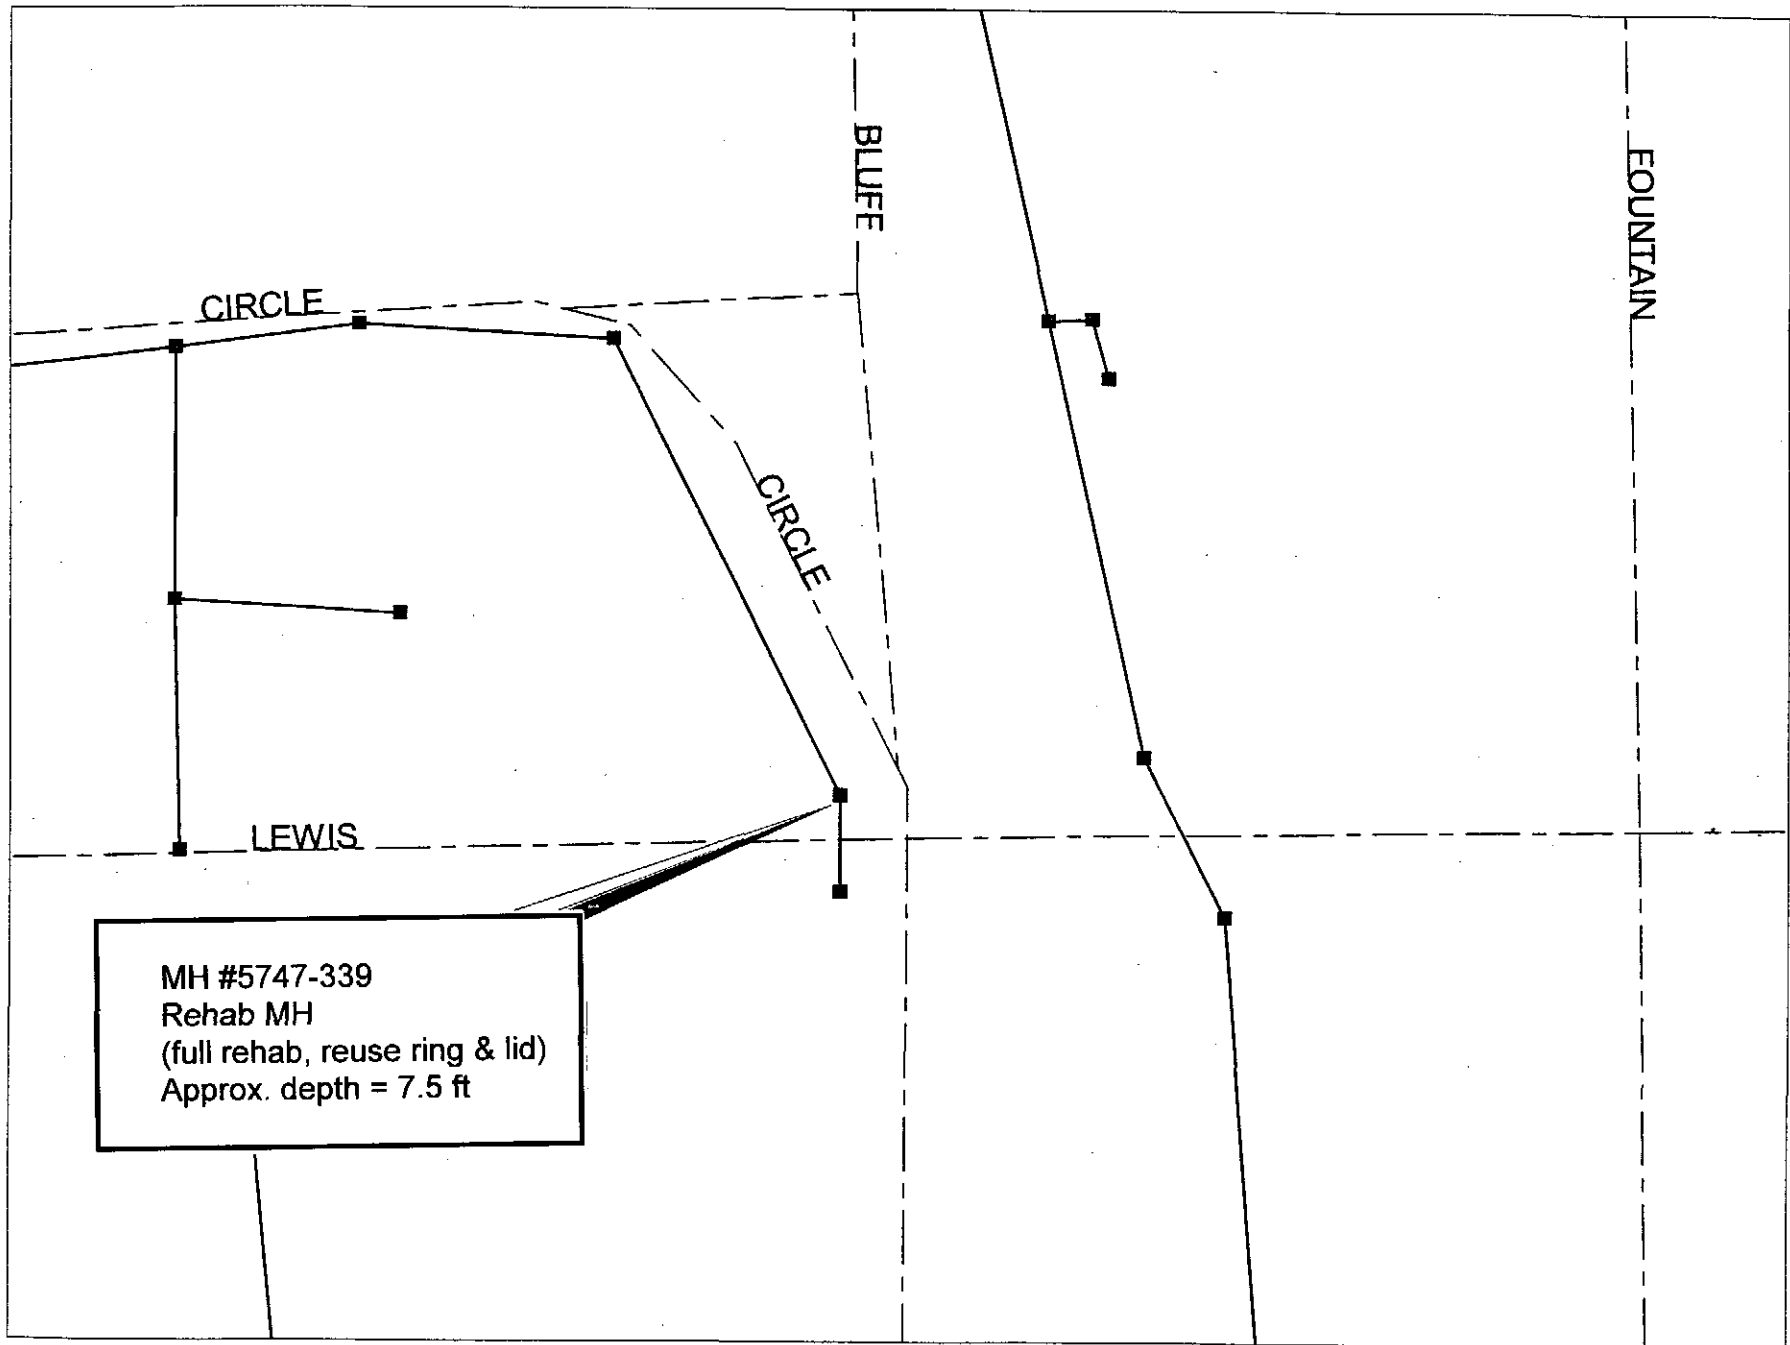 BLUFF
FOUNTAIN
CIRCLE
CIRCLE
LEWIS
MH #5747-339
Rehab MH
(full rehab, reuse ring & lid)
Approx. depth = 7.5 ft